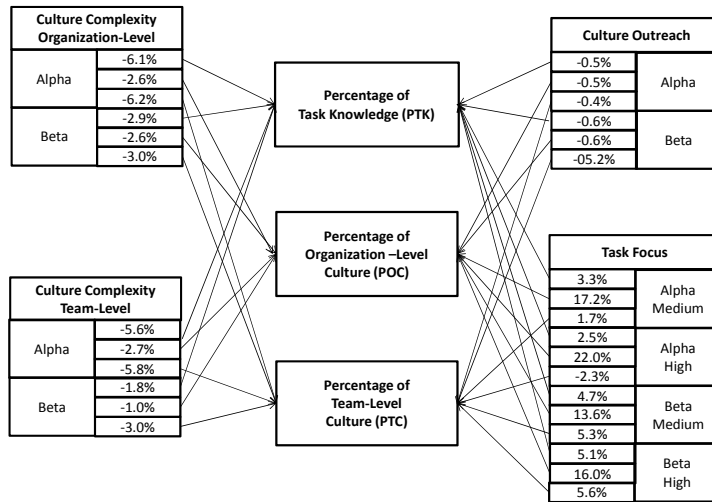 Culture Complexity
Organization-Level
Alpha
-6.1%
-2.6%
-6.2%
Beta
-2.9%
-2.6%
-3.0%
Culture Complexity
Team-Level
Alpha
-5.6%
-2.7%
-5.8%
Beta
-1.8%
-1.0%
-3.0%
Percentage of
Task Knowledge (PTK)
Percentage of
Organization –Level
Culture (POC)
Percentage of
Team-Level
Culture (PTC)
Culture Outreach
-0.5%
-0.5%
-0.4%
Alpha
-0.6%
-0.6%
-05.2%
Beta
Task Focus
3.3%
17.2%
1.7%
Alpha
Medium
2.5%
22.0%
-2.3%
Alpha
High
4.7%
13.6%
5.3%
Beta
Medium
5.1%
16.0%
5.6%
Beta
High